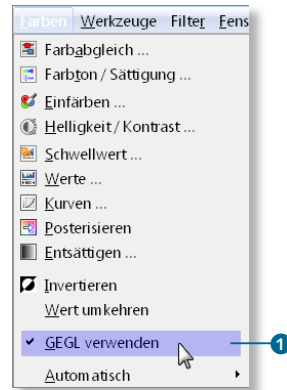 Farben Werkzeuge Filter Fens
Farbabgleich ...
Farbton / Sättigung ...
Einfärben ...
Helligkeit / Kontrast ...
Schwellwert ...
Werte ...
Kurven ...
Posterisieren
Entsättigen ...
Invertieren
Wert umkehren
GEGL verwenden 1
Automatisch